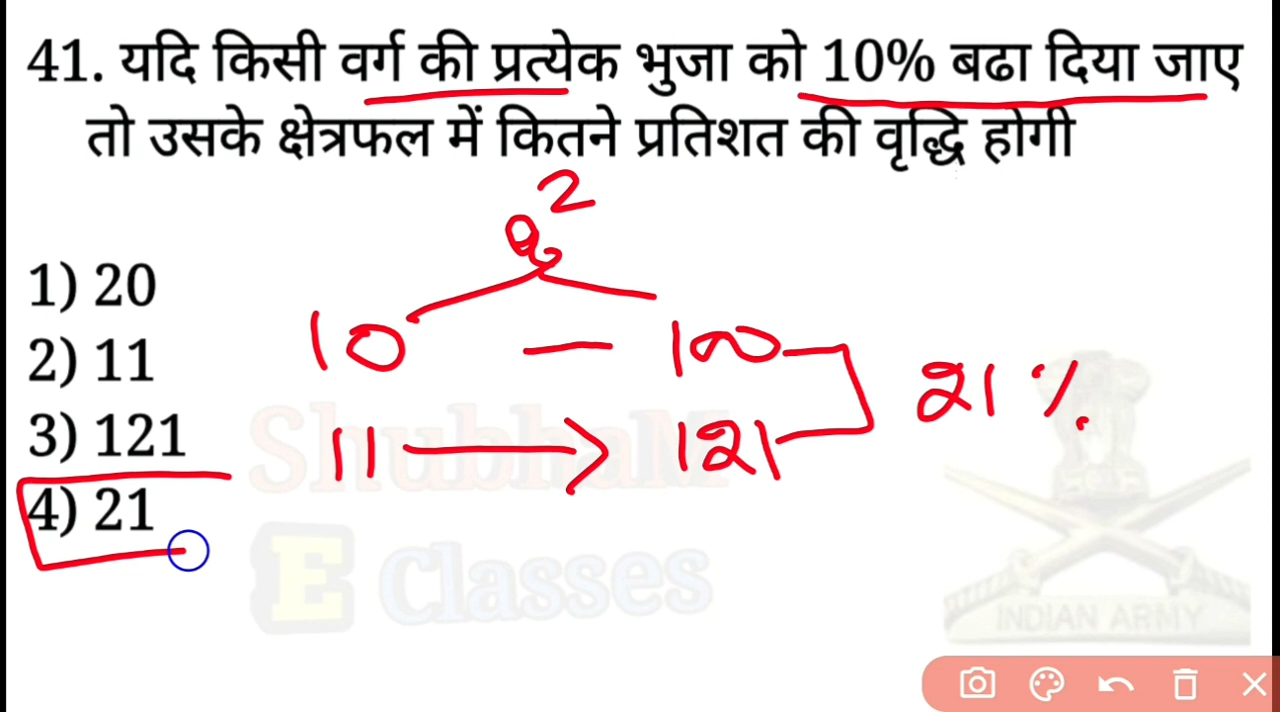 41. यदि किसी वर्ग की प्रत्येक भुजा को 10% बढा दिया जाए
तो उसके क्षेत्रफल में कितने प्रतिशत की वृद्धि होगी
1) 20
2) 11
3) 121
4) 21
a²
10 — 100
11 → 121
21 %
ShubhaM
E Classes
INDIAN ARMY